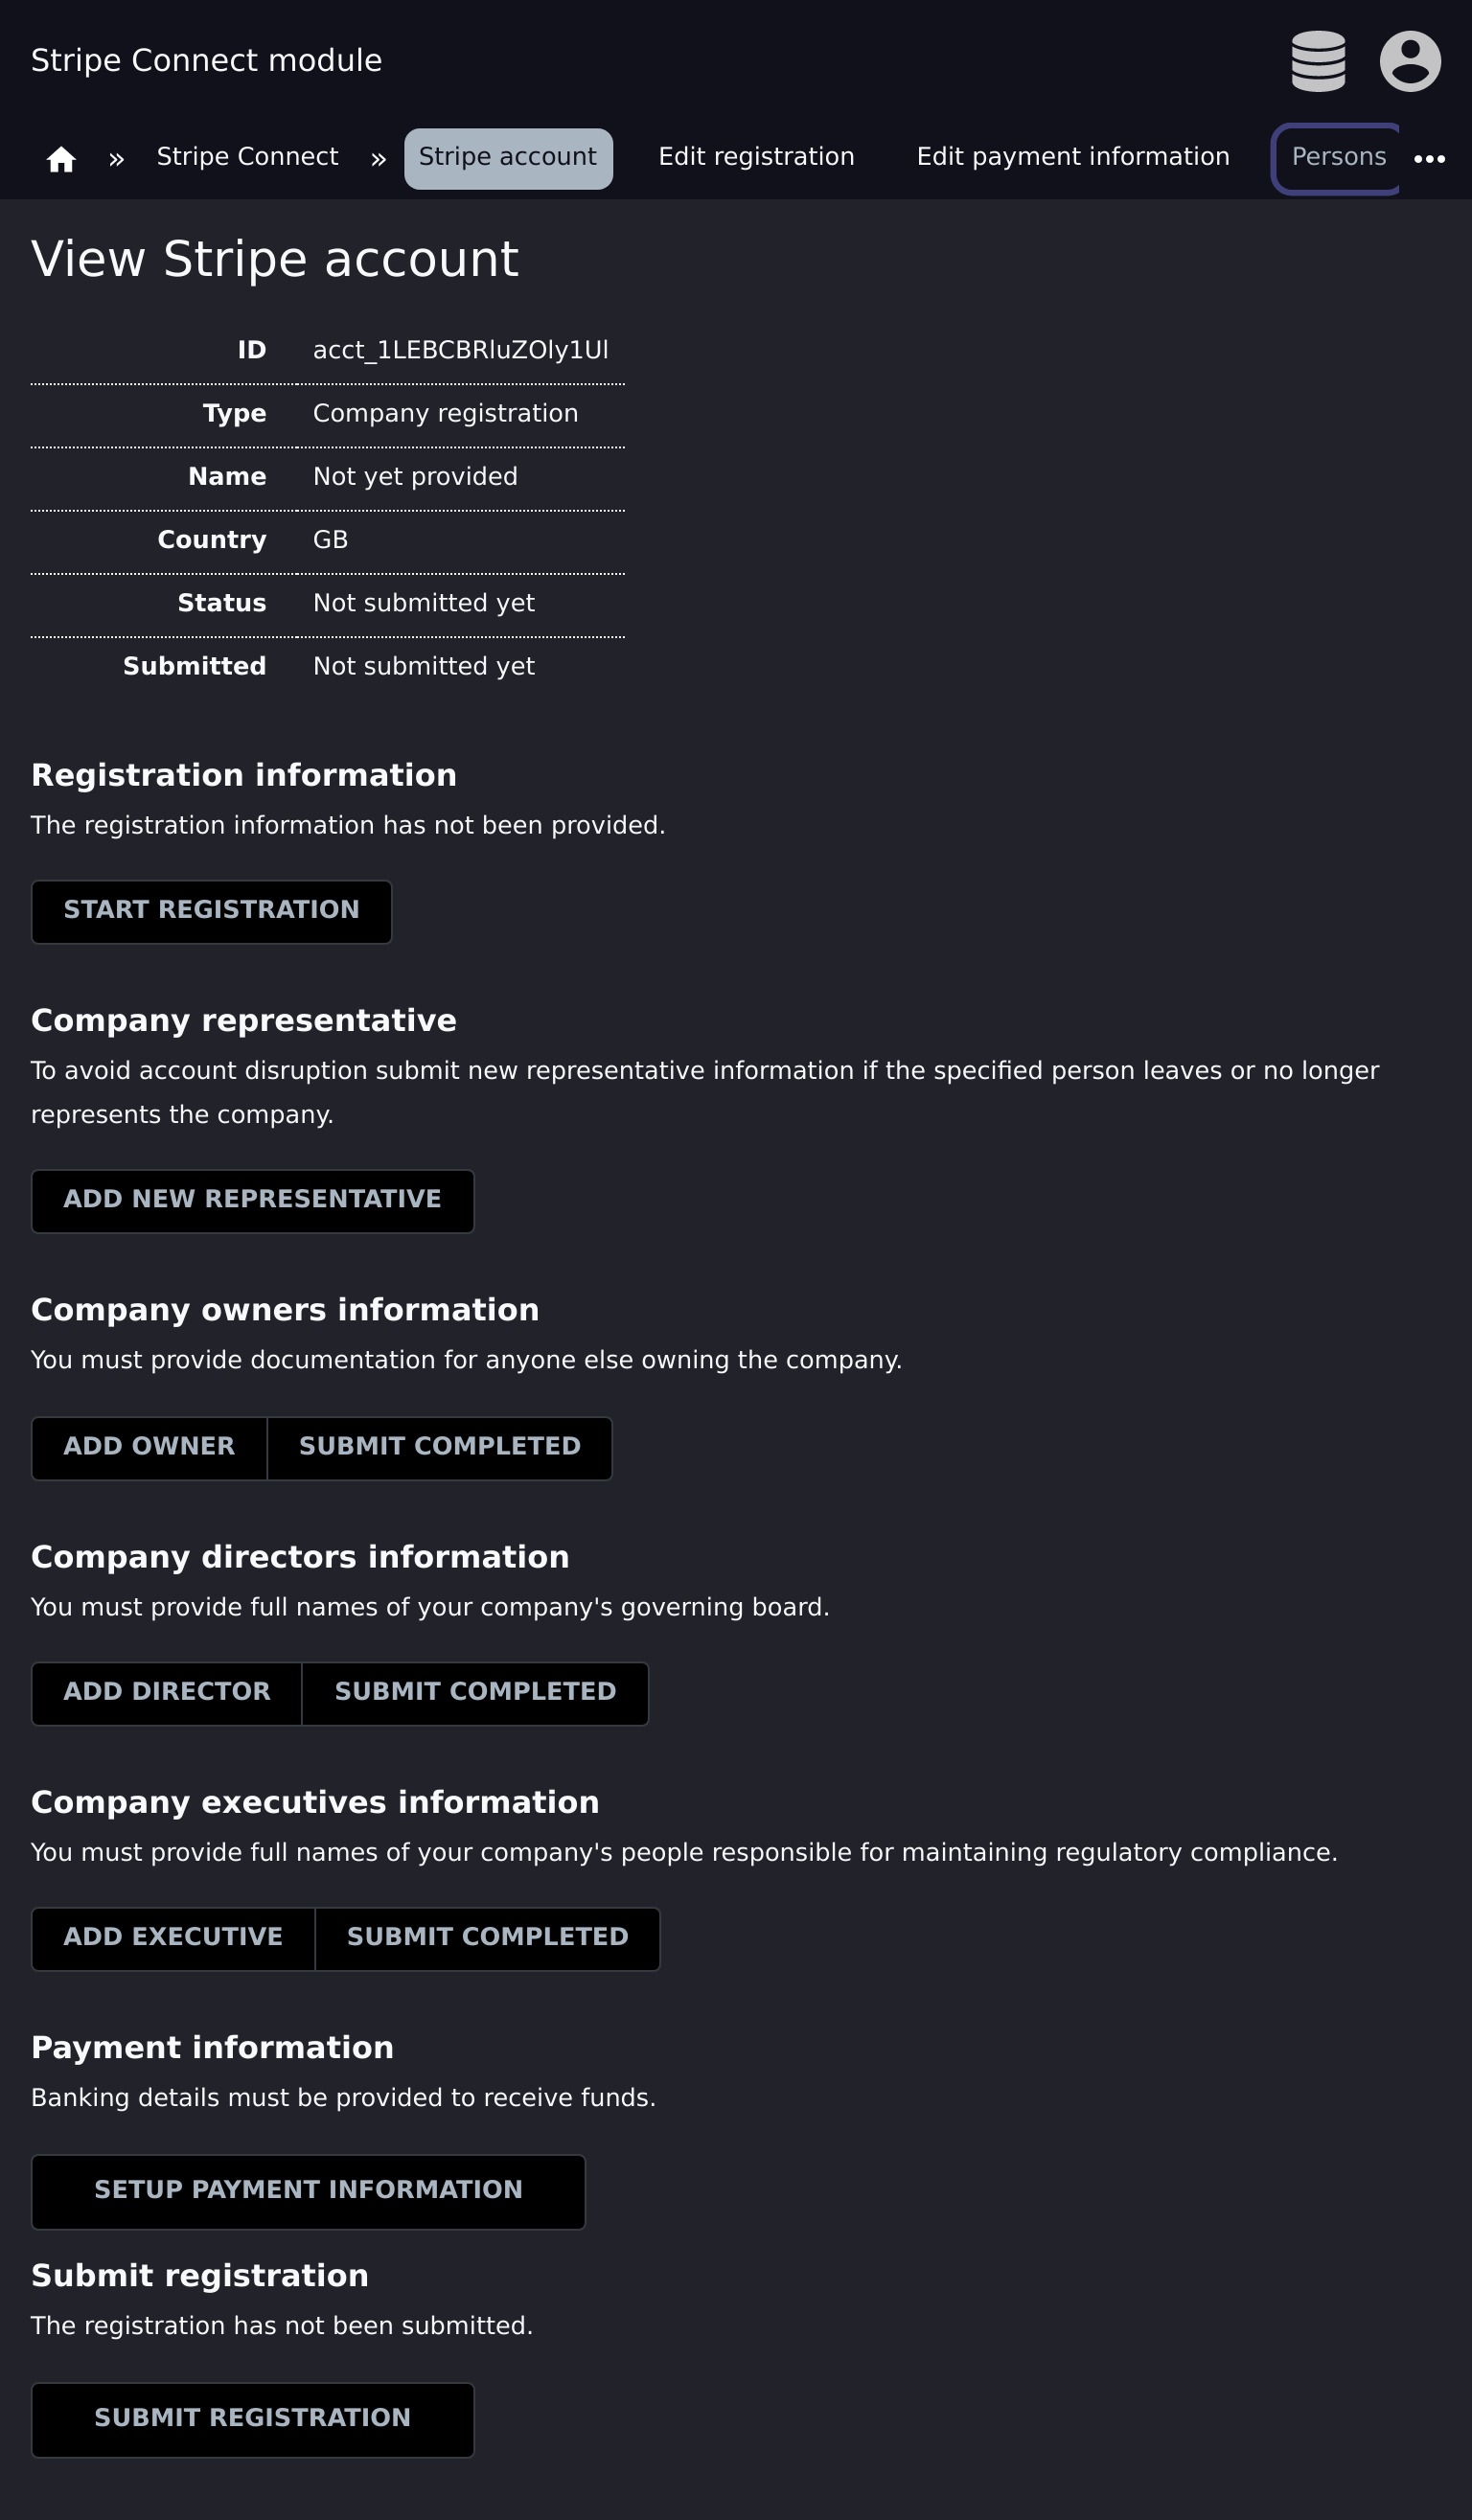 Stripe Connect module
» Stripe Connect » Stripe account Edit registration Edit payment information Persons •••
View Stripe account
ID acct_1LEBCBRluZOly1Ul
Type Company registration
Name Not yet provided
Country GB
Status Not submitted yet
Submitted Not submitted yet
Registration information
The registration information has not been provided.
START REGISTRATION
Company representative
To avoid account disruption submit new representative information if the specified person leaves or no longer
represents the company.
ADD NEW REPRESENTATIVE
Company owners information
You must provide documentation for anyone else owning the company.
ADD OWNER SUBMIT COMPLETED
Company directors information
You must provide full names of your company's governing board.
ADD DIRECTOR SUBMIT COMPLETED
Company executives information
You must provide full names of your company's people responsible for maintaining regulatory compliance.
ADD EXECUTIVE SUBMIT COMPLETED
Payment information
Banking details must be provided to receive funds.
SETUP PAYMENT INFORMATION
Submit registration
The registration has not been submitted.
SUBMIT REGISTRATION